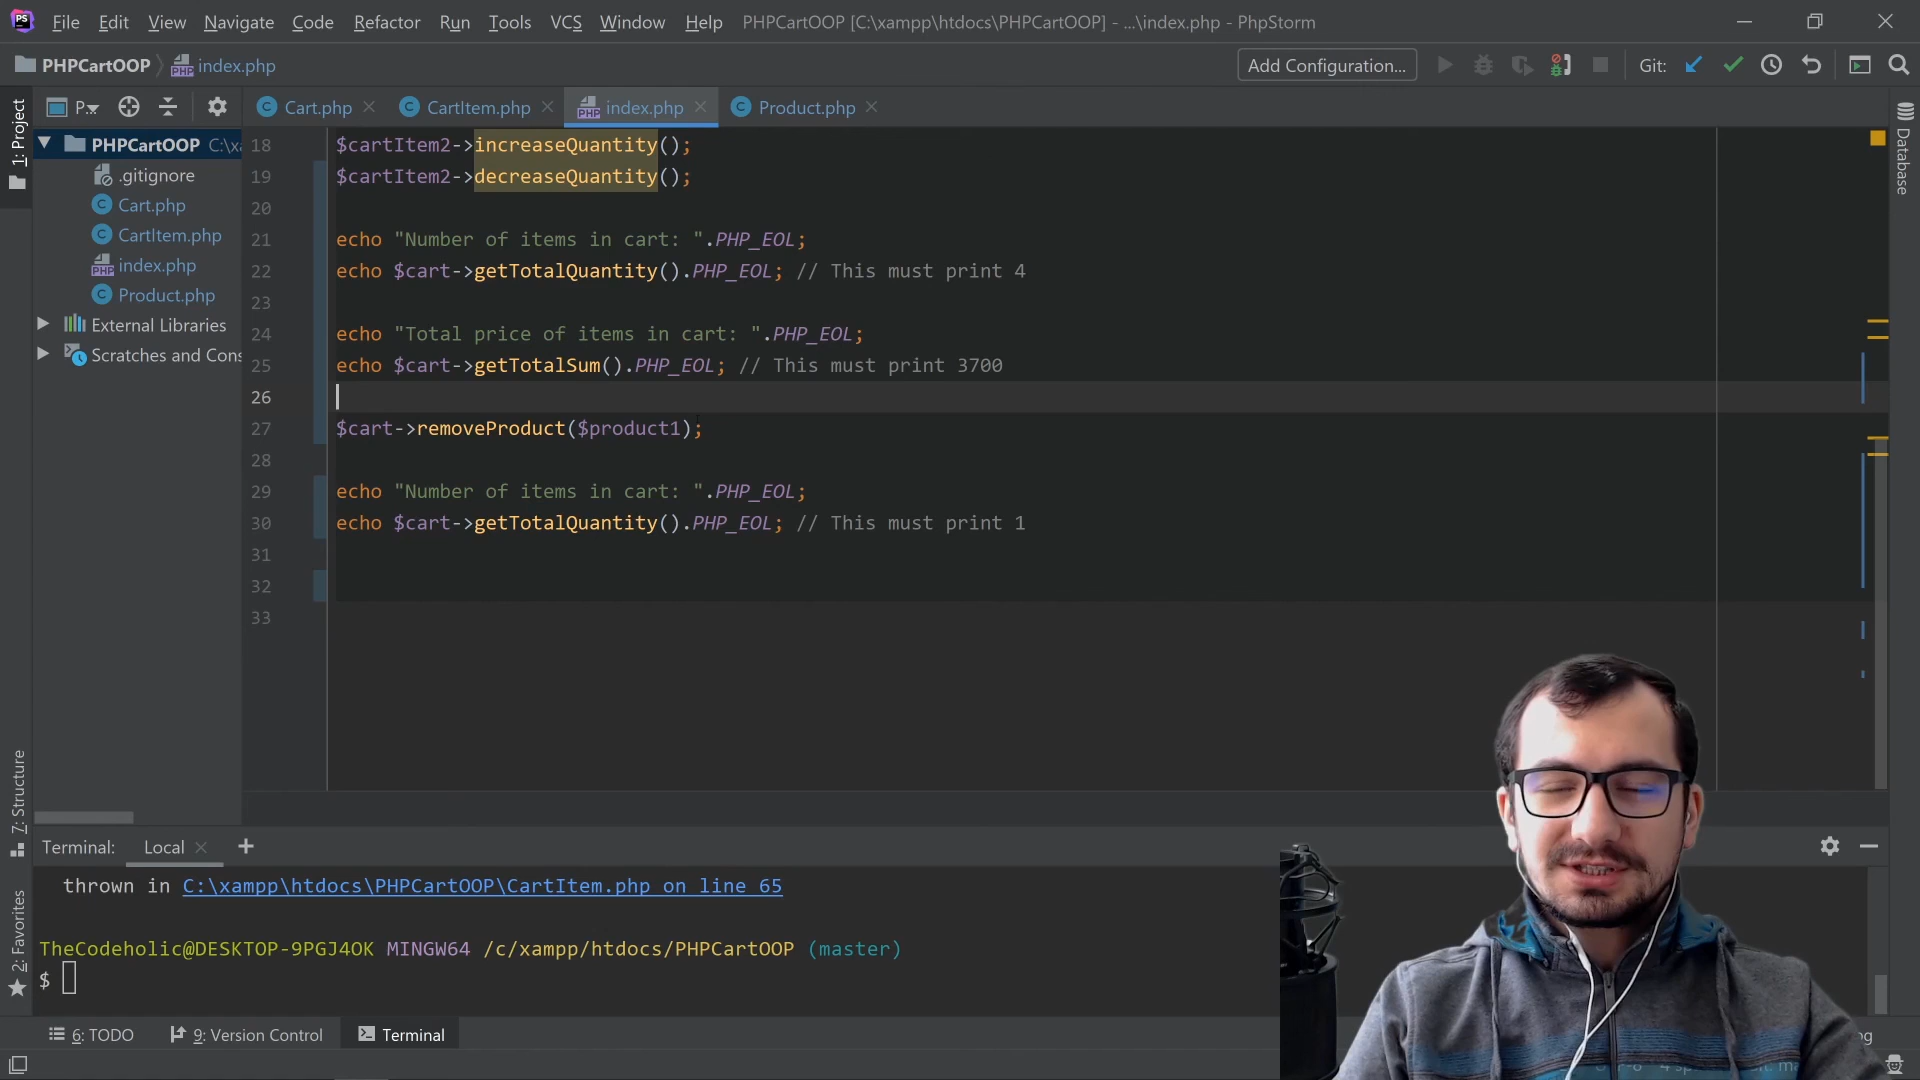 File Edit View Navigate Code Refactor Run Tools VCS Window Help PHPCartOOP [C:\xampp\htdocs\PHPCartOOP] - ...\index.php - PhpStorm
PHPCartOOP index.php Add Configuration... Git:
P.. Cart.php CartItem.php index.php Product.php
1: Project
PHPCartOOP C:\xa
.gitignore
Cart.php
CartItem.php
index.php
Product.php
External Libraries
Scratches and Cons
18 $cartItem2->increaseQuantity();
19 $cartItem2->decreaseQuantity();
20
21 echo "Number of items in cart: ".PHP_EOL;
22 echo $cart->getTotalQuantity().PHP_EOL; // This must print 4
23
24 echo "Total price of items in cart: ".PHP_EOL;
25 echo $cart->getTotalSum().PHP_EOL; // This must print 3700
26
27 $cart->removeProduct($product1);
28
29 echo "Number of items in cart: ".PHP_EOL;
30 echo $cart->getTotalQuantity().PHP_EOL; // This must print 1
31
32
33
Database
7: Structure
2: Favorites
Terminal: Local
thrown in C:\xampp\htdocs\PHPCartOOP\CartItem.php on line 65
TheCodeholic@DESKTOP-9PGJ4OK MINGW64 /c/xampp/htdocs/PHPCartOOP (master)
$
6: TODO 9: Version Control Terminal